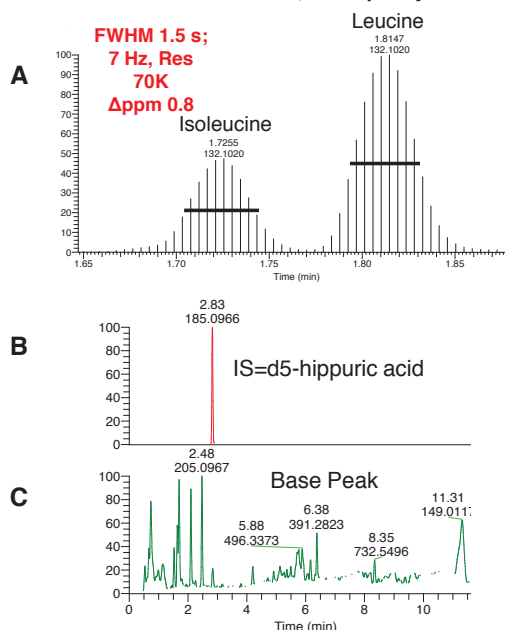 Leucine
FWHM 1.5 s;
7 Hz, Res
70K
Δppm 0.8
A
1.8147
132.1020
Isoleucine
1.7255
132.1020
100
90
80
70
60
50
40
30
20
10
0
1.65 1.70 1.75 1.80 1.85
Time (min)
B
2.83
185.0966
IS=d5-hippuric acid
100
80
60
40
20
0
C
2.48
205.0967
Base Peak
11.31
149.0117
6.38
391.2823
5.88
496.3373
8.35
732.5496
100
80
60
40
20
0
0 2 4 6 8 10
Time (min)